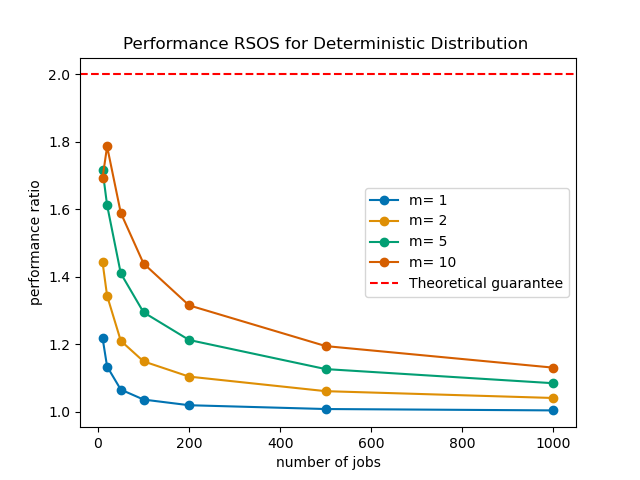 Performance RSOS for Deterministic Distribution
performance ratio
2.0
1.8
1.6
1.4
1.2
1.0
m= 1
m= 2
m= 5
m= 10
Theoretical guarantee
0 200 400 600 800 1000
number of jobs